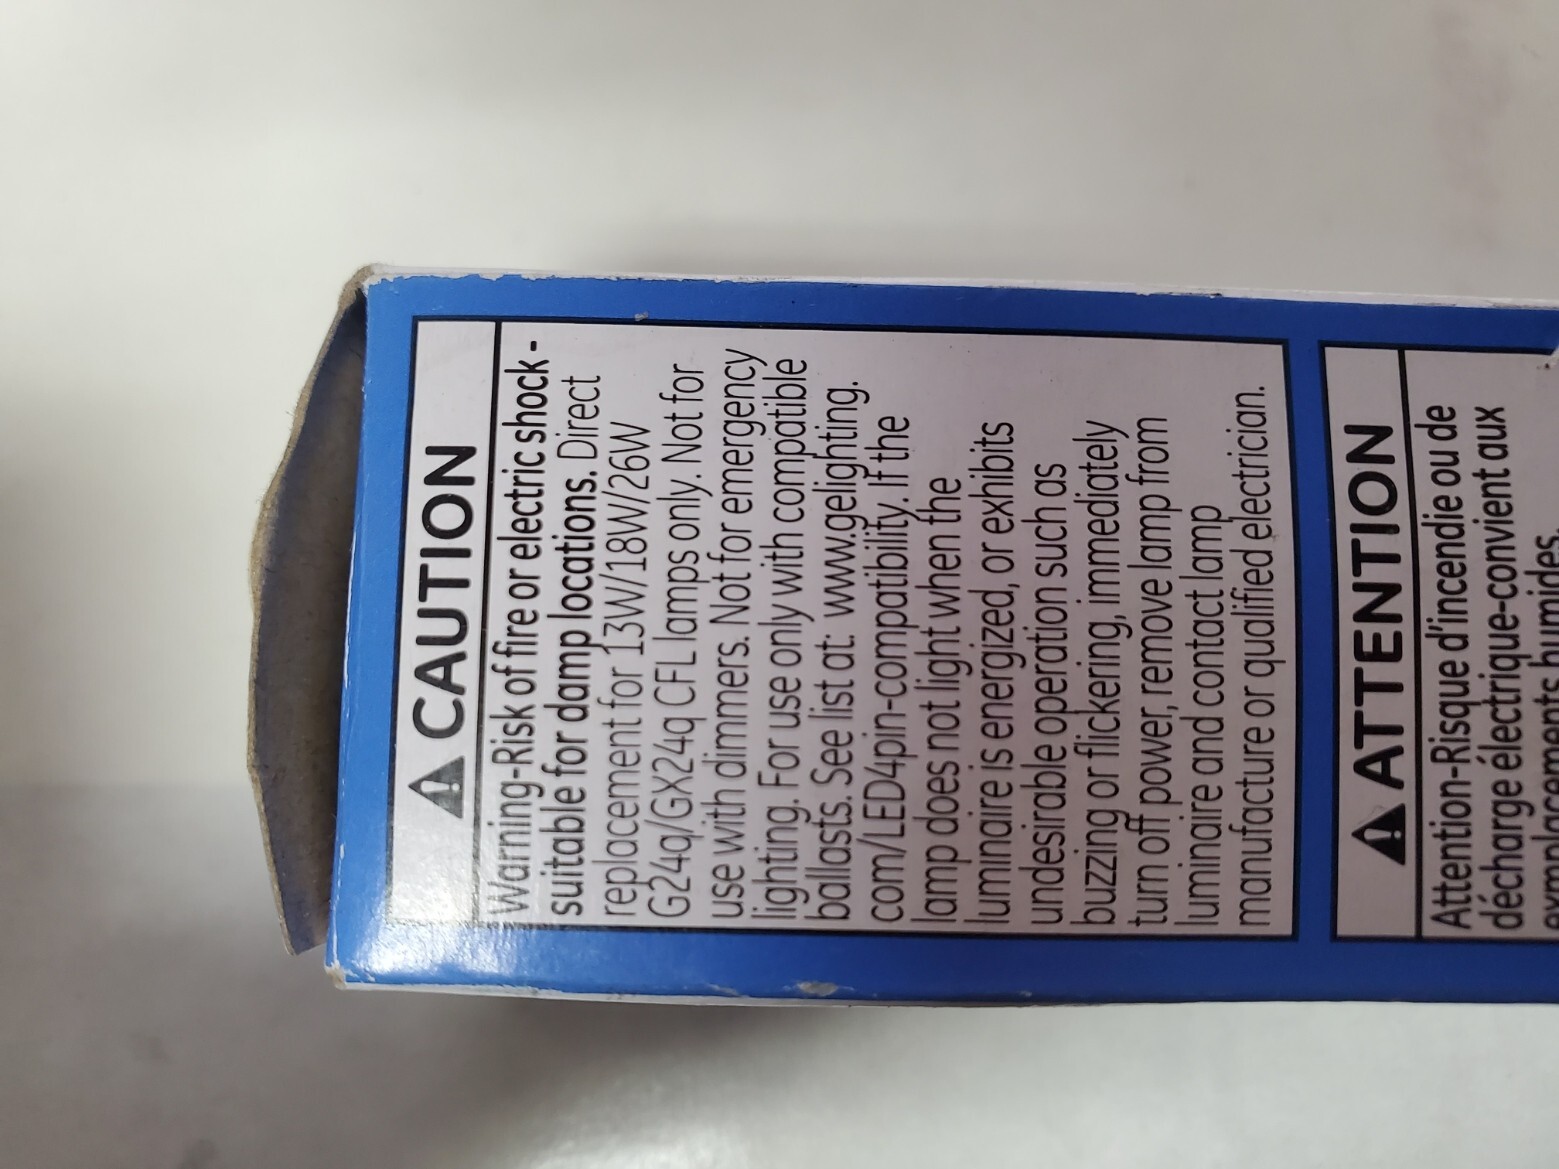 CAUTION
Warning-Risk of fire or electric shock -
suitable for damp locations. Direct
replacement for 13W/18W/26W
G24q/GX24q CFL lamps only. Not for
use with dimmers. Not for emergency
lighting. For use only with compatible
ballasts. See list at: www.gelighting.
com/LED4pin-compatibility. If the
lamp does not light when the
luminaire is energized, or exhibits
undesirable operation such as
buzzing or flickering, immediately
turn off power, remove lamp from
luminaire and contact lamp
manufacture or qualified electrician.
ATTENTION
Attention-Risque d'incendie ou de
décharge électrique-convient aux
emplacements humides.